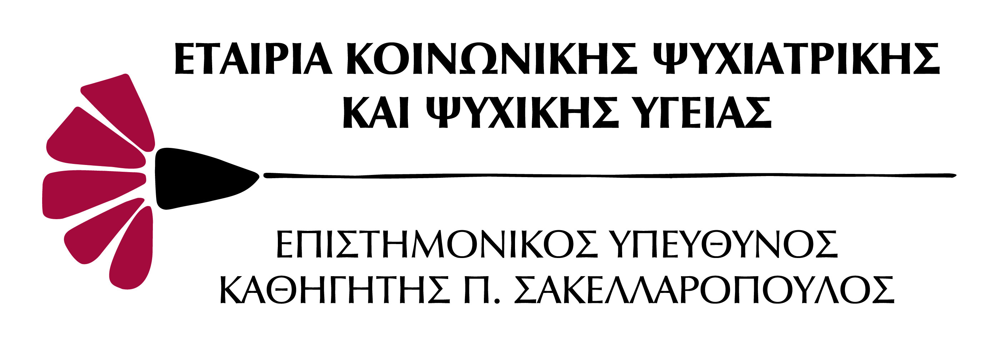 ΕΤΑΙΡΙΑ ΚΟΙΝΩΝΙΚΗΣ ΨΥΧΙΑΤΡΙΚΗΣ
ΚΑΙ ΨΥΧΙΚΗΣ ΥΓΕΙΑΣ
ΕΠΙΣΤΗΜΟΝΙΚΟΣ ΥΠΕΥΘΥΝΟΣ
ΚΑΘΗΓΗΤΗΣ Π. ΣΑΚΕΛΛΑΡΟΠΟΥΛΟΣ